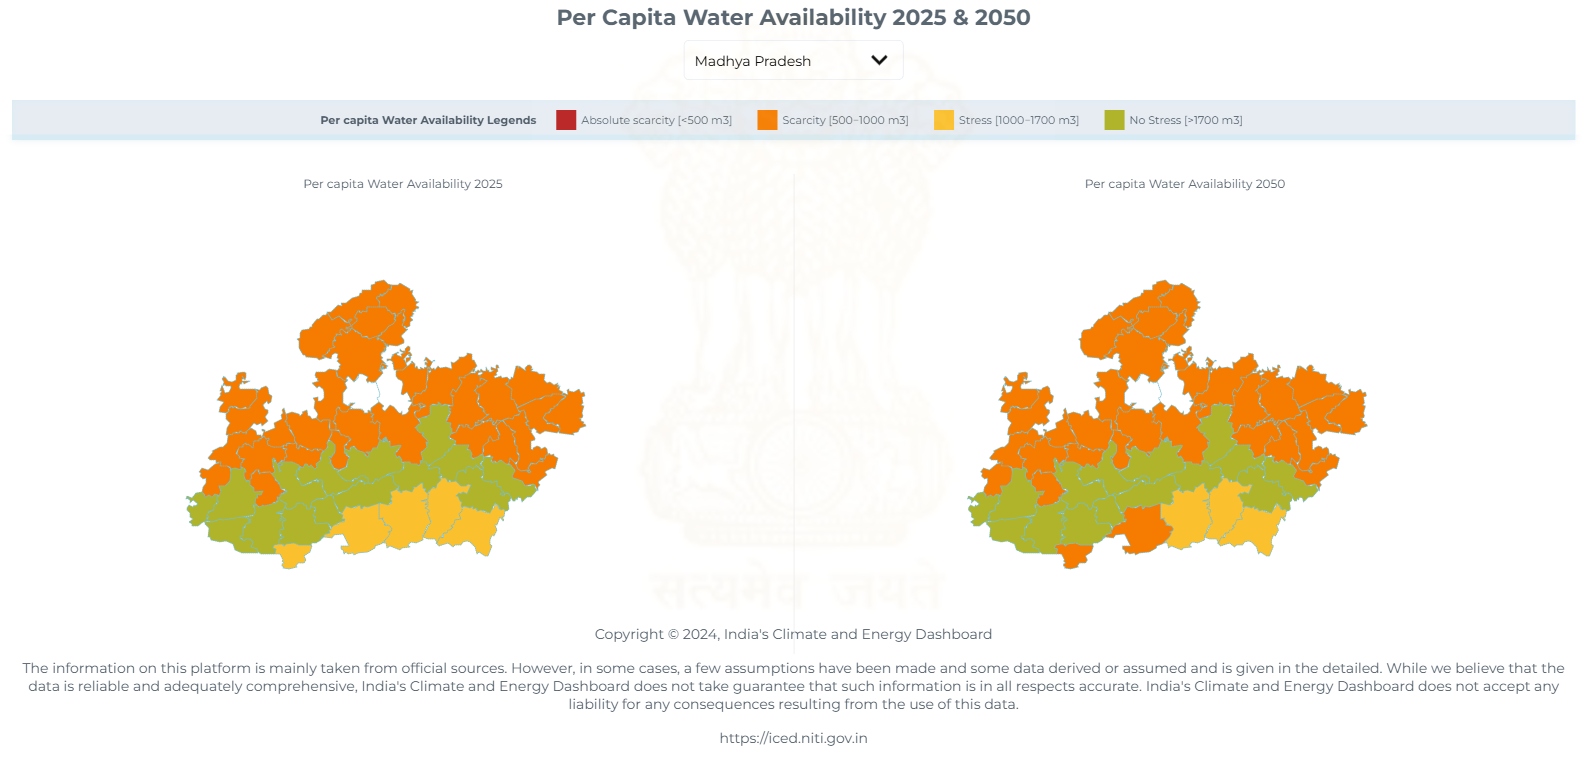 Per Capita Water Availability 2025 & 2050
Madhya Pradesh
Per capita Water Availability Legends Absolute scarcity [<500 m3] Scarcity [500-1000 m3] Stress [1000-1700 m3] No Stress [>1700 m3]
Per capita Water Availability 2025
Per capita Water Availability 2050
सत्यमेव जयते
Copyright © 2024, India's Climate and Energy Dashboard
The information on this platform is mainly taken from official sources. However, in some cases, a few assumptions have been made and some data derived or assumed and is given in the detailed. While we believe that the
data is reliable and adequately comprehensive, India's Climate and Energy Dashboard does not take guarantee that such information is in all respects accurate. India's Climate and Energy Dashboard does not accept any
liability for any consequences resulting from the use of this data.
https://iced.niti.gov.in